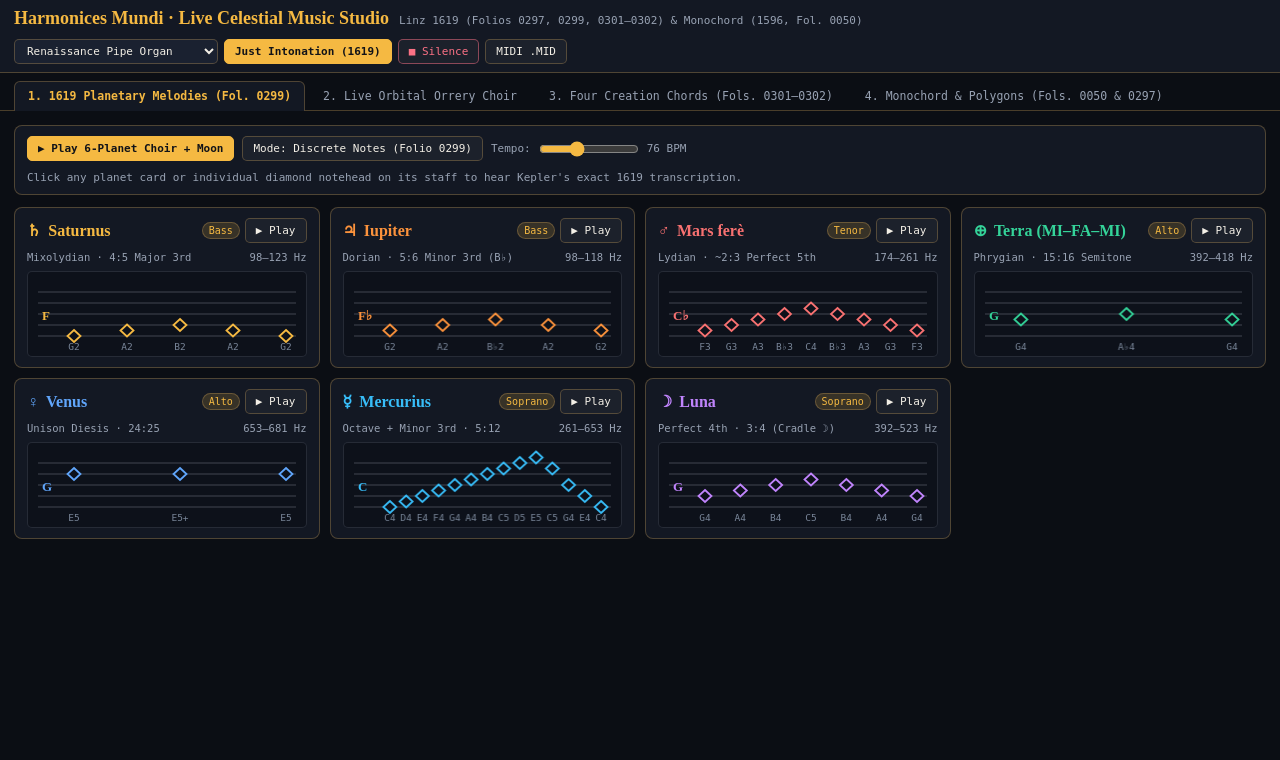 Harmonices Mundi · Live Celestial Music Studio Linz 1619 (Folios 0297, 0299, 0301–0302) & Monochord (1596, Fol. 0050)
Renaissance Pipe Organ Just Intonation (1619) ■ Silence MIDI .MID
1. 1619 Planetary Melodies (Fol. 0299) 2. Live Orbital Orrery Choir 3. Four Creation Chords (Fols. 0301–0302) 4. Monochord & Polygons (Fols. 0050 & 0297)
▶ Play 6-Planet Choir + Moon Mode: Discrete Notes (Folio 0299) Tempo: 76 BPM
Click any planet card or individual diamond notehead on its staff to hear Kepler's exact 1619 transcription.
♄ Saturnus Bass ▶ Play
Mixolydian · 4:5 Major 3rd 98–123 Hz
F
G2 A2 B2 A2 G2
♃ Iupiter Bass ▶ Play
Dorian · 5:6 Minor 3rd (B♭) 98–118 Hz
F♭
G2 A2 B♭2 A2 G2
♂ Mars ferè Tenor ▶ Play
Lydian · ~2:3 Perfect 5th 174–261 Hz
C♭
F3 G3 A3 B♭3 C4 B♭3 A3 G3 F3
⊕ Terra (MI–FA–MI) Alto ▶ Play
Phrygian · 15:16 Semitone 392–418 Hz
G
G4 A♭4 G4
♀ Venus Alto ▶ Play
Unison Diesis · 24:25 653–681 Hz
G
E5 E5+ E5
☿ Mercurius Soprano ▶ Play
Octave + Minor 3rd · 5:12 261–653 Hz
C
C4 D4 E4 F4 G4 A4 B4 C5 D5 E5 C5 G4 E4 C4
☽ Luna Soprano ▶ Play
Perfect 4th · 3:4 (Cradle ☽) 392–523 Hz
G
G4 A4 B4 C5 B4 A4 G4